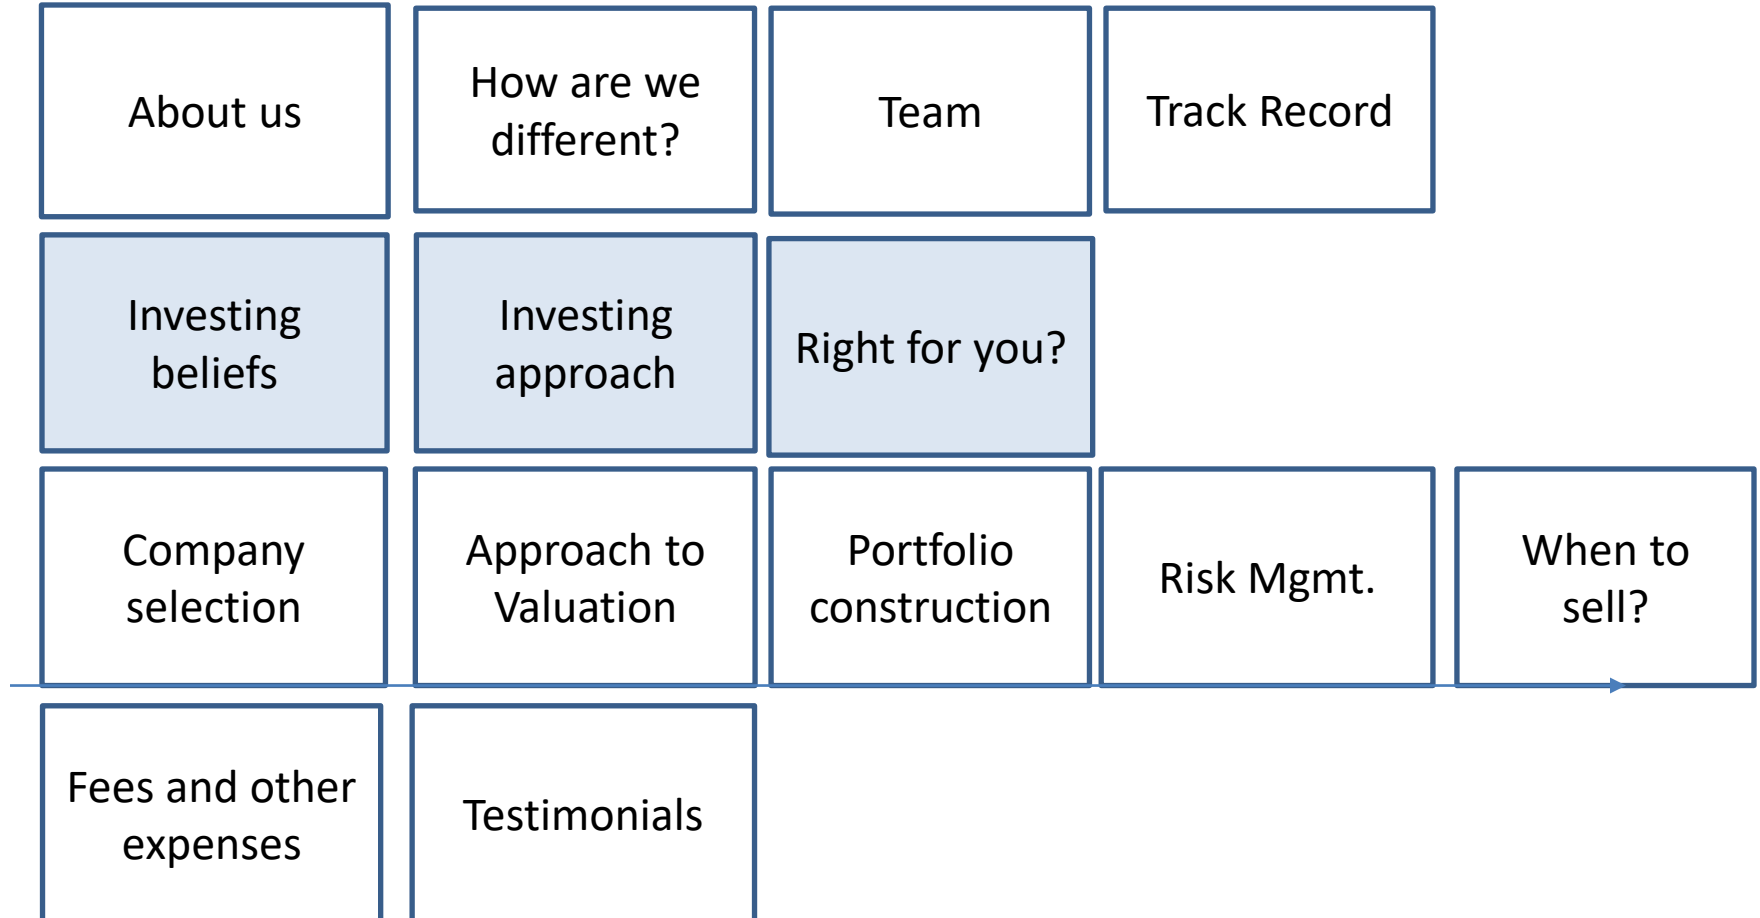 About us
How are we
different?
Team
Track Record
Investing
beliefs
Investing
approach
Right for you?
Company
selection
Approach to
Valuation
Portfolio
construction
Risk Mgmt.
When to
sell?
Fees and other
expenses
Testimonials